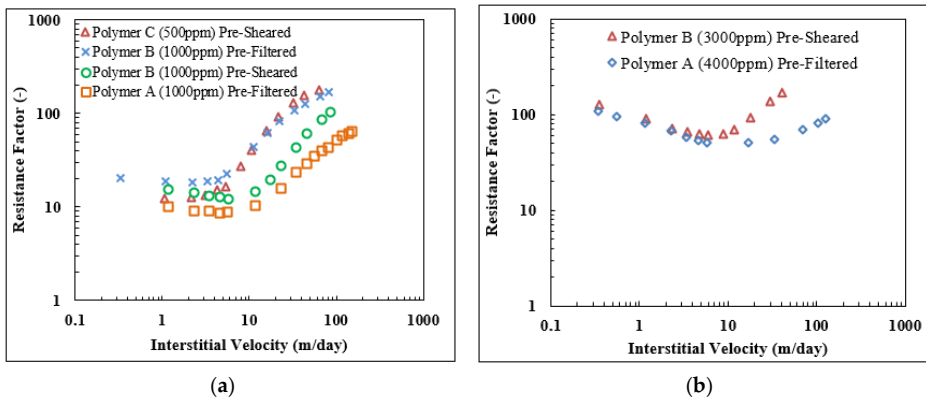 1000
100
10
1
0.1
1
10
100
1000
Resistance Factor (-)
Interstitial Velocity (m/day)
Polymer C (500ppm) Pre-Sheared
Polymer B (1000ppm) Pre-Filtered
Polymer B (1000ppm) Pre-Sheared
Polymer A (1000ppm) Pre-Filtered
(a)
1000
100
10
1
0.1
1
10
100
1000
Resistance Factor (-)
Interstitial Velocity (m/day)
Polymer B (3000ppm) Pre-Sheared
Polymer A (4000ppm) Pre-Filtered
(b)